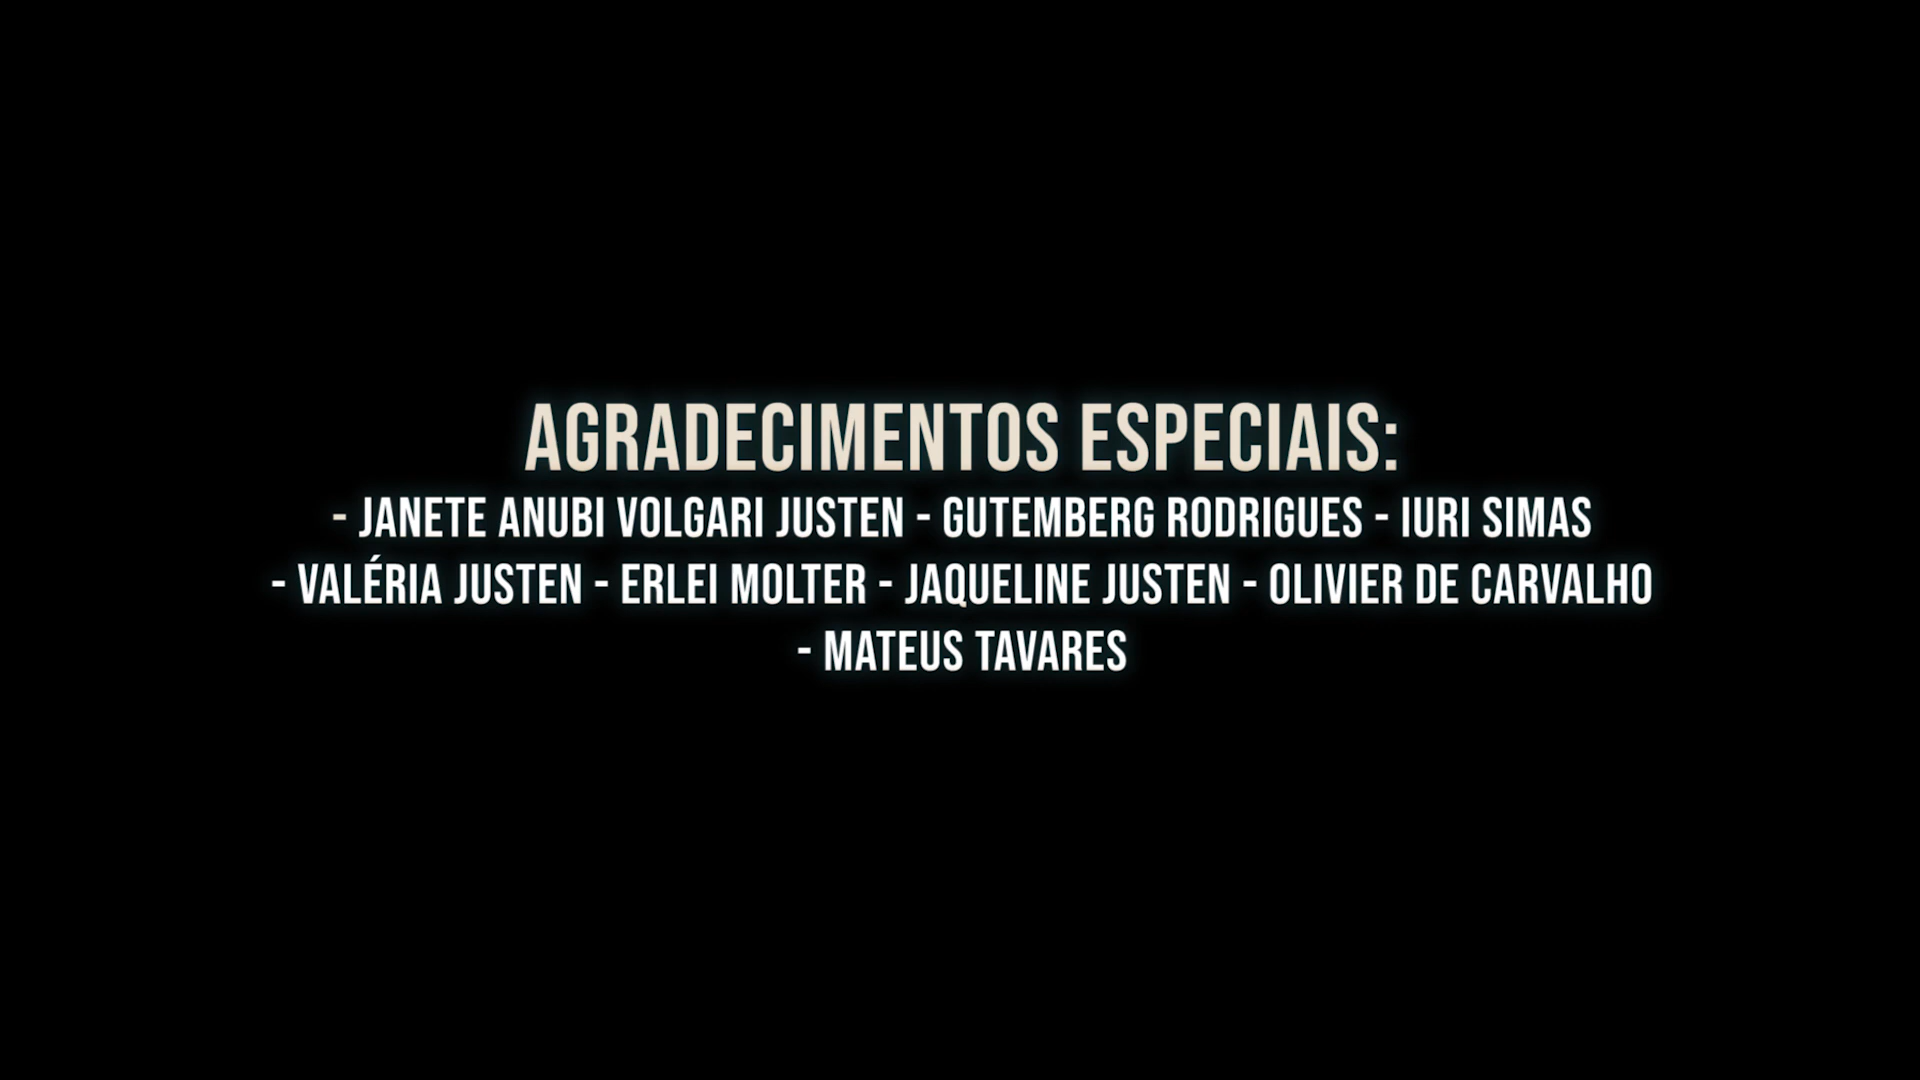 AGRADECIMENTOS ESPECIAIS:
- JANETE ANUBI VOLGARI JUSTEN - GUTEMBERG RODRIGUES - IURI SIMAS
- VALÉRIA JUSTEN - ERLEI MOLTER - JAQUELINE JUSTEN - OLIVIER DE CARVALHO
- MATEUS TAVARES